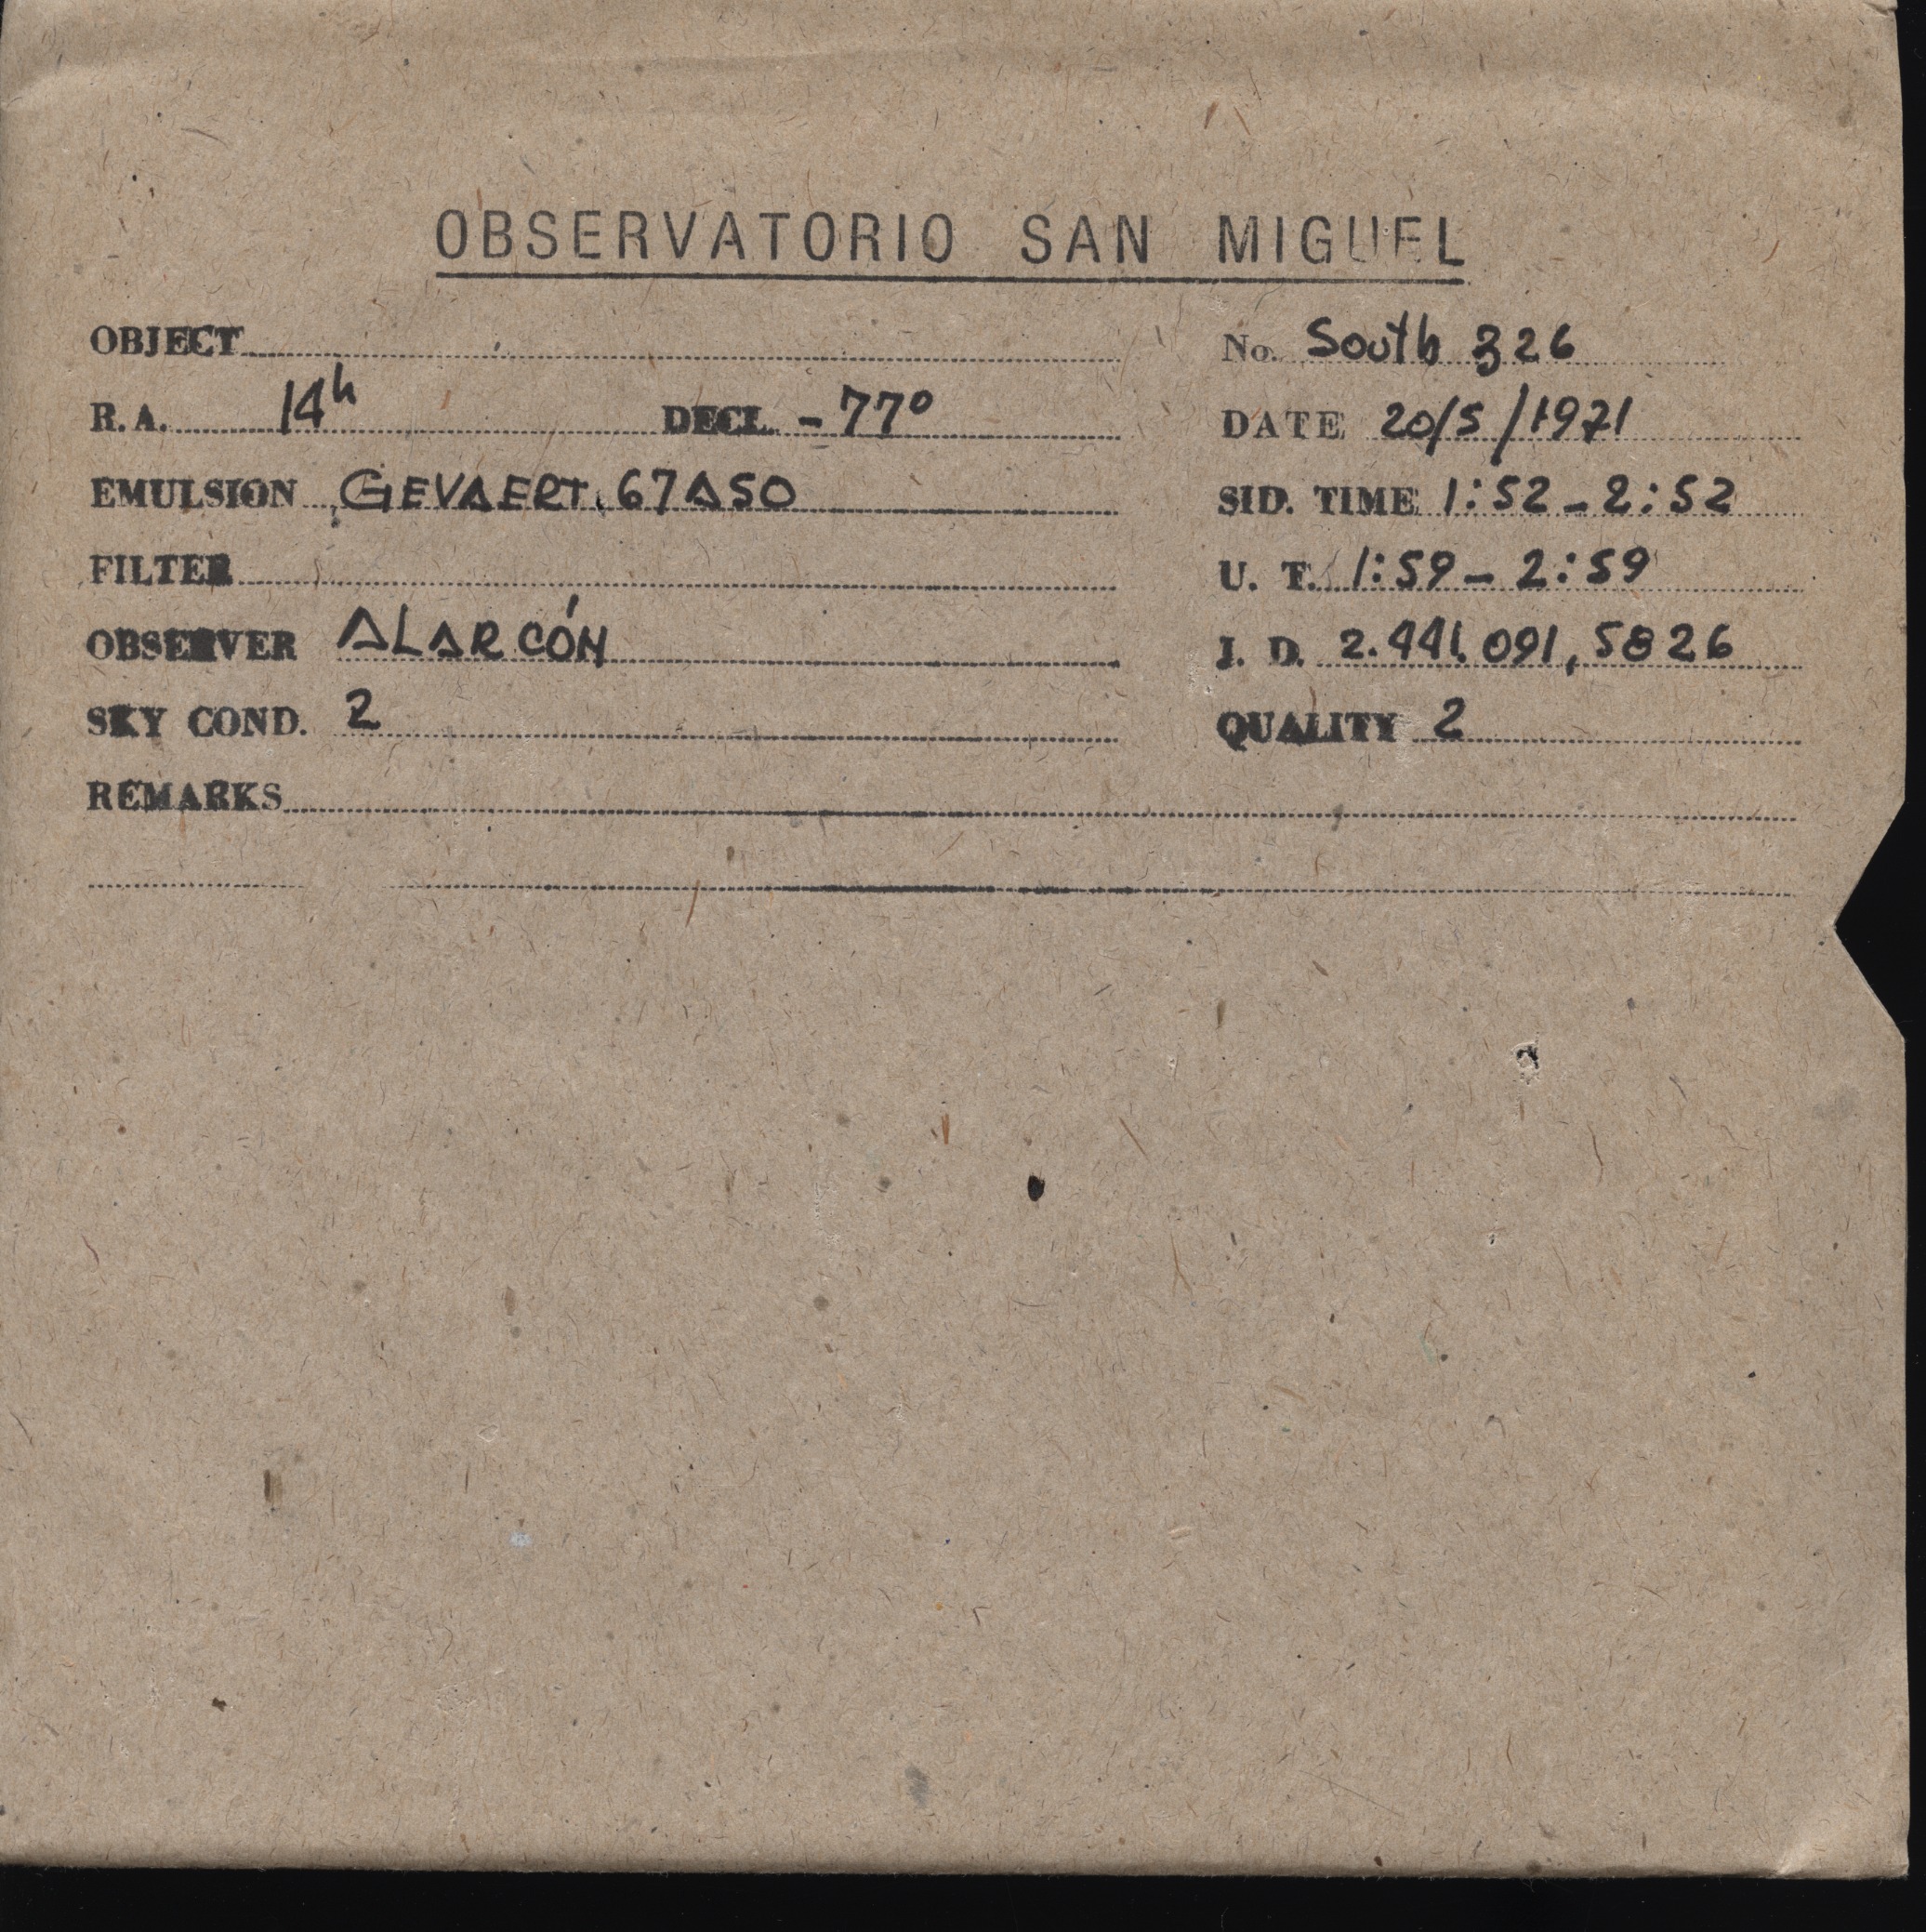 OBSERVATORIO SAN MIGUEL
OBJECT No. South 326
R.A. 14h DECL. -77° DATE 20/5/1971
EMULSION GEVAERT. 67A50 SID. TIME 1:52-2:52
FILTER U. T. 1:59-2:59
OBSERVER ALARCÓN J. D. 2.441.091,5826
SKY COND. 2 QUALITY 2
REMARKS